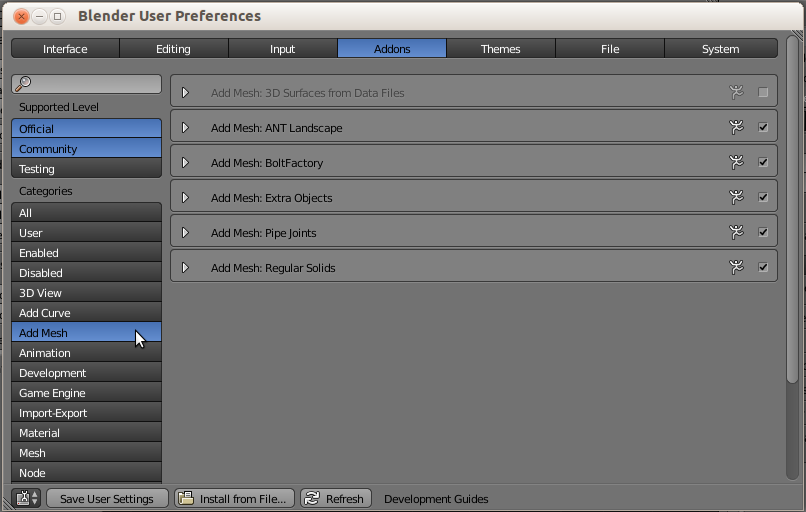 Blender User Preferences
Interface Editing Input Addons Themes File System
Supported Level
Official
Community
Testing
Categories
All
User
Enabled
Disabled
3D View
Add Curve
Add Mesh
Animation
Development
Game Engine
Import-Export
Material
Mesh
Node
Add Mesh: 3D Surfaces from Data Files
Add Mesh: ANT Landscape
Add Mesh: BoltFactory
Add Mesh: Extra Objects
Add Mesh: Pipe Joints
Add Mesh: Regular Solids
Save User Settings Install from File... Refresh Development Guides